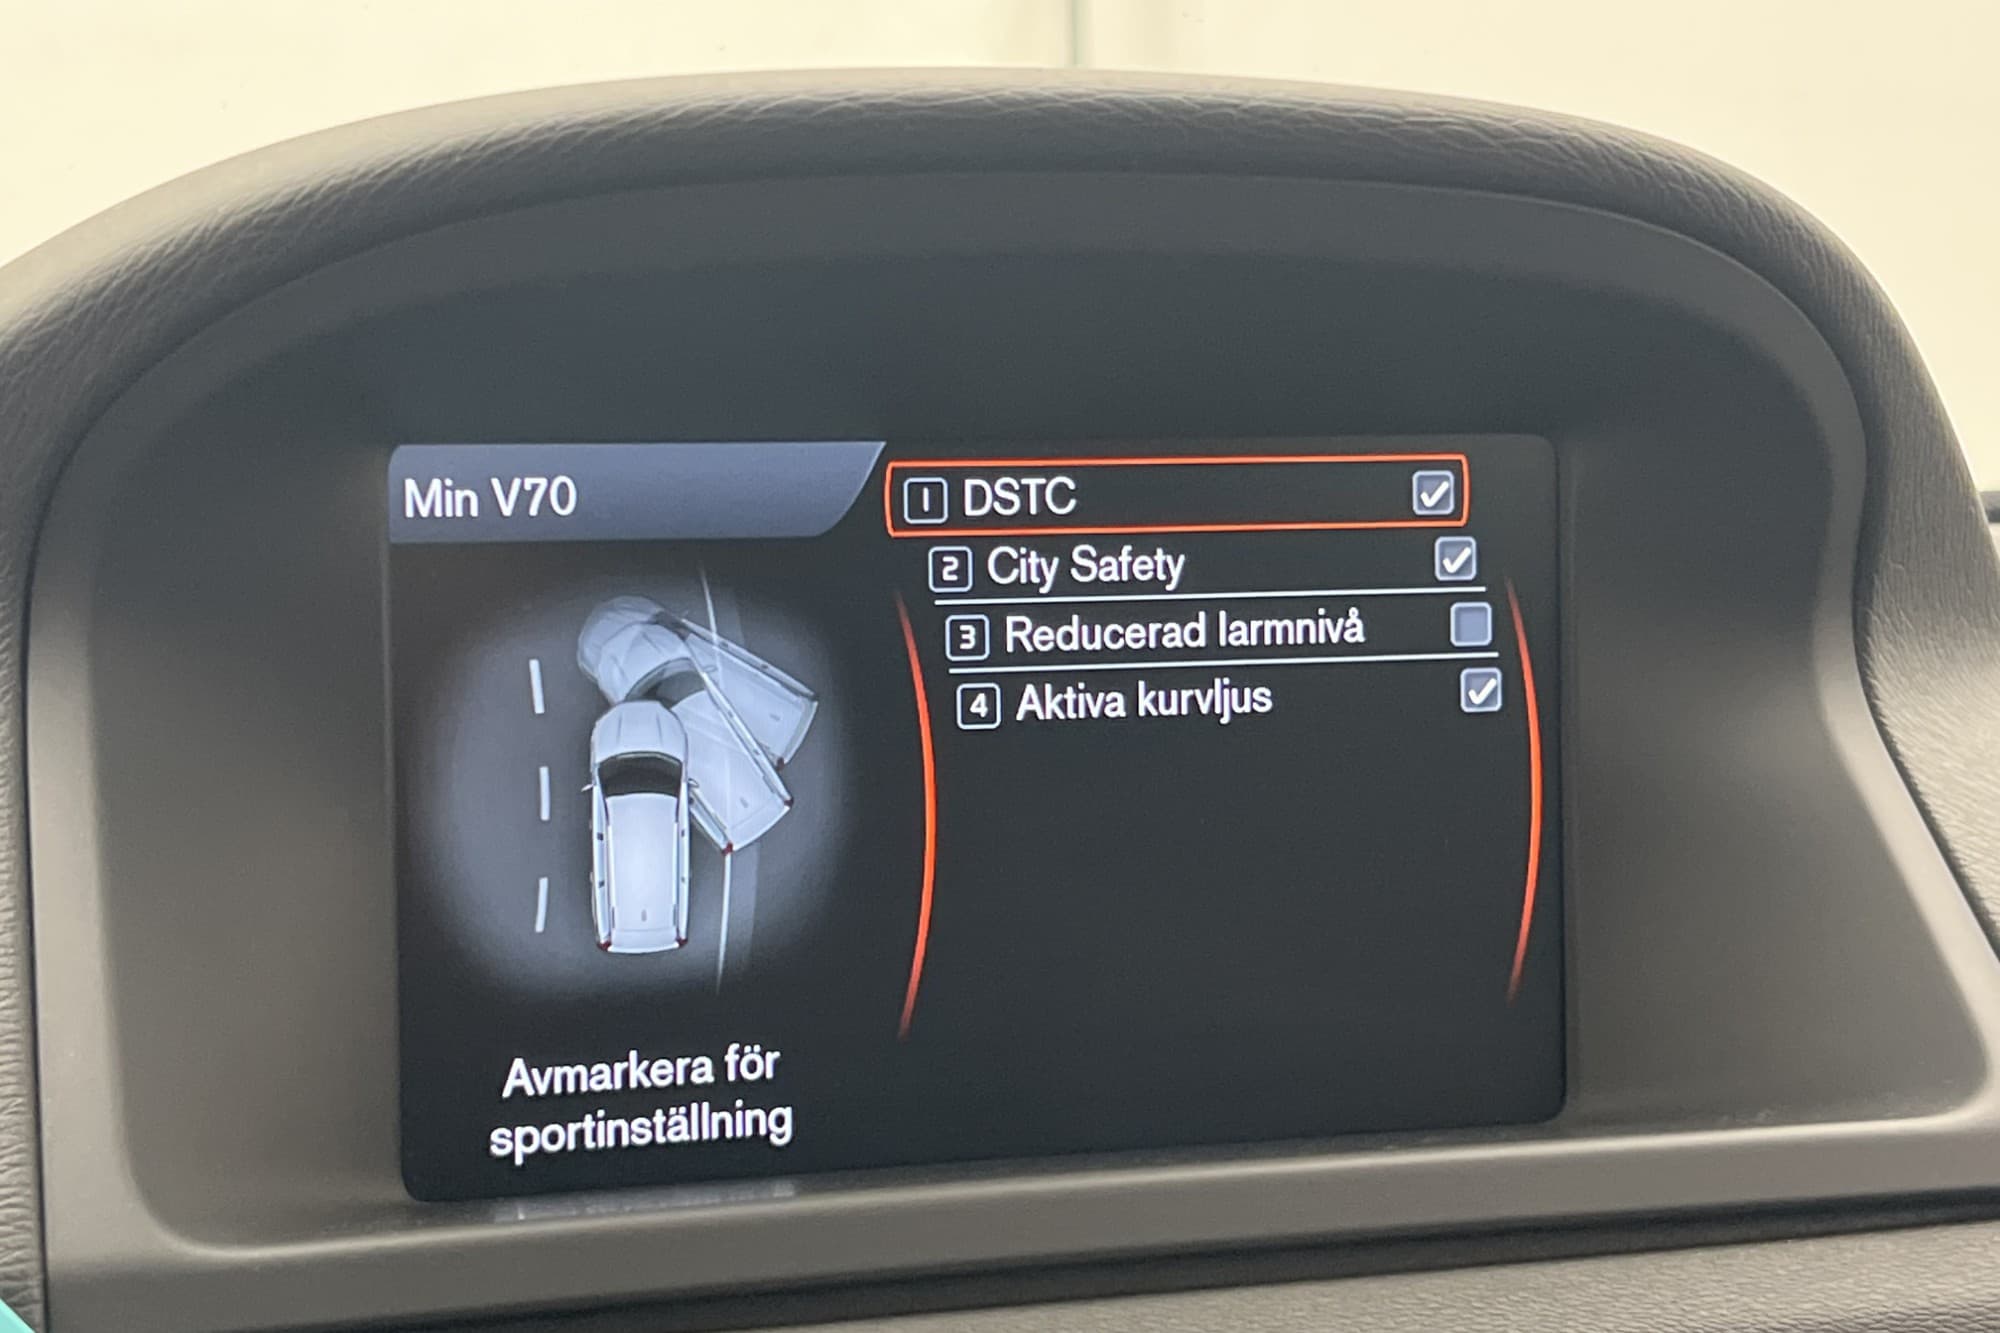 Min V70
1 DSTC
2 City Safety
3 Reducerad larmnivå
4 Aktiva kurvljus
Avmarkera för
sportinställning